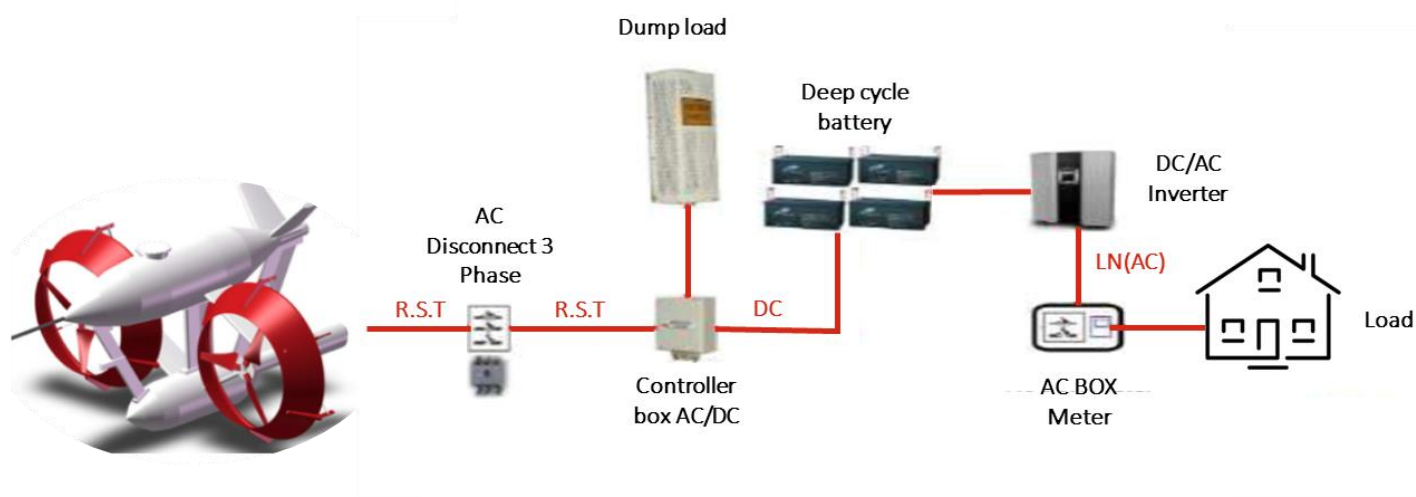 Dump load
Deep cycle
battery
DC/AC
Inverter
AC
Disconnect 3
Phase
LN(AC)
R.S.T
R.S.T
DC
Load
Controller
box AC/DC
AC BOX
Meter